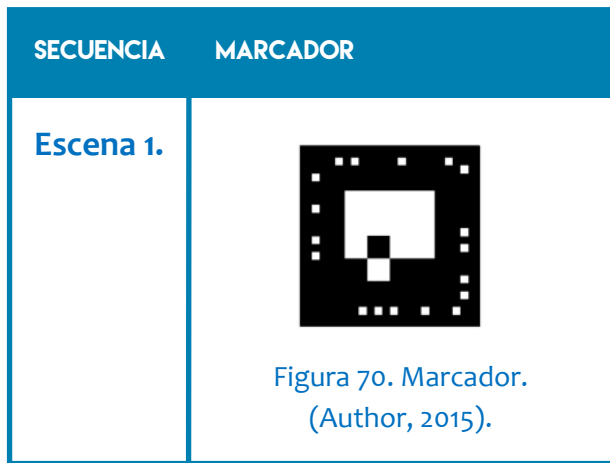 SECUENCIA MARCADOR
Escena 1.
Figura 70. Marcador.
(Author, 2015).